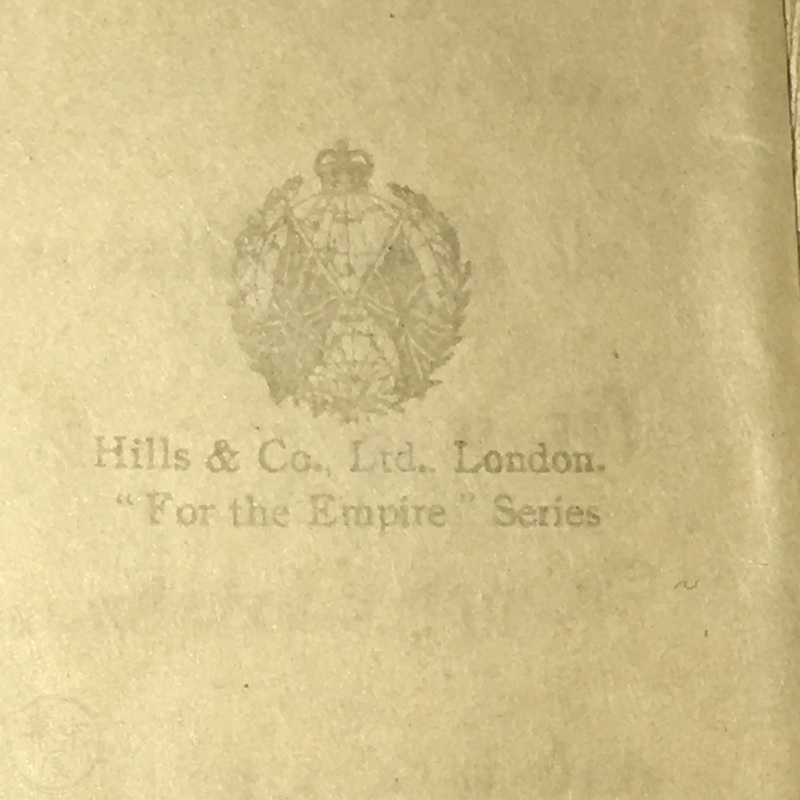 Hills & Co., Ltd., London.
"For the Empire" Series